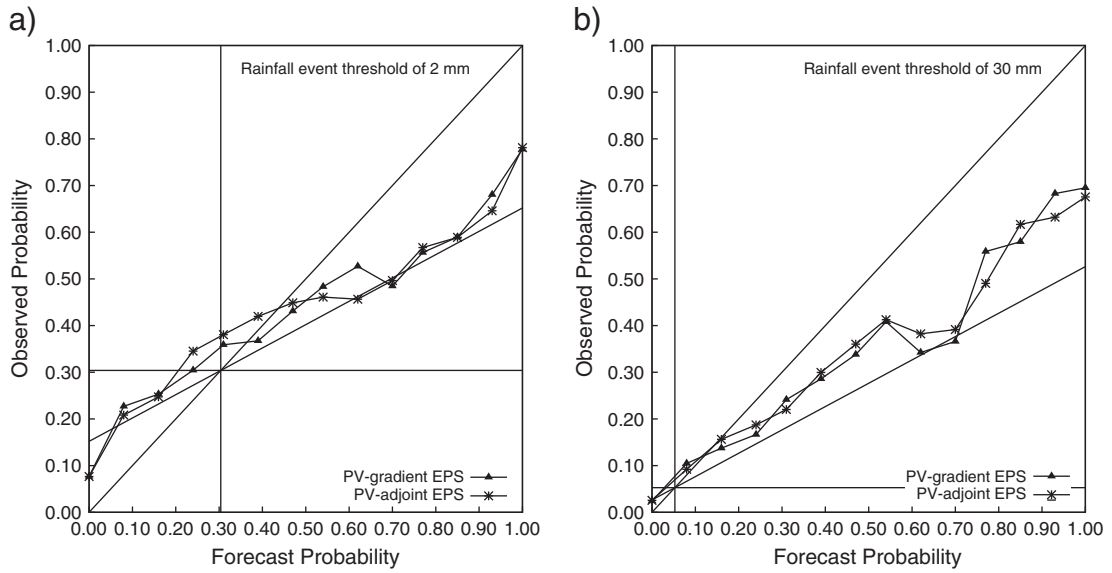 a)
Rainfall event threshold of 2 mm
1.00
0.90
0.80
0.70
0.60
0.50
0.40
0.30
0.20
0.10
0.00
Observed Probability
PV-gradient EPS
PV-adjoint EPS
0.00 0.10 0.20 0.30 0.40 0.50 0.60 0.70 0.80 0.90 1.00
Forecast Probability
b)
Rainfall event threshold of 30 mm
1.00
0.90
0.80
0.70
0.60
0.50
0.40
0.30
0.20
0.10
0.00
Observed Probability
PV-gradient EPS
PV-adjoint EPS
0.00 0.10 0.20 0.30 0.40 0.50 0.60 0.70 0.80 0.90 1.00
Forecast Probability